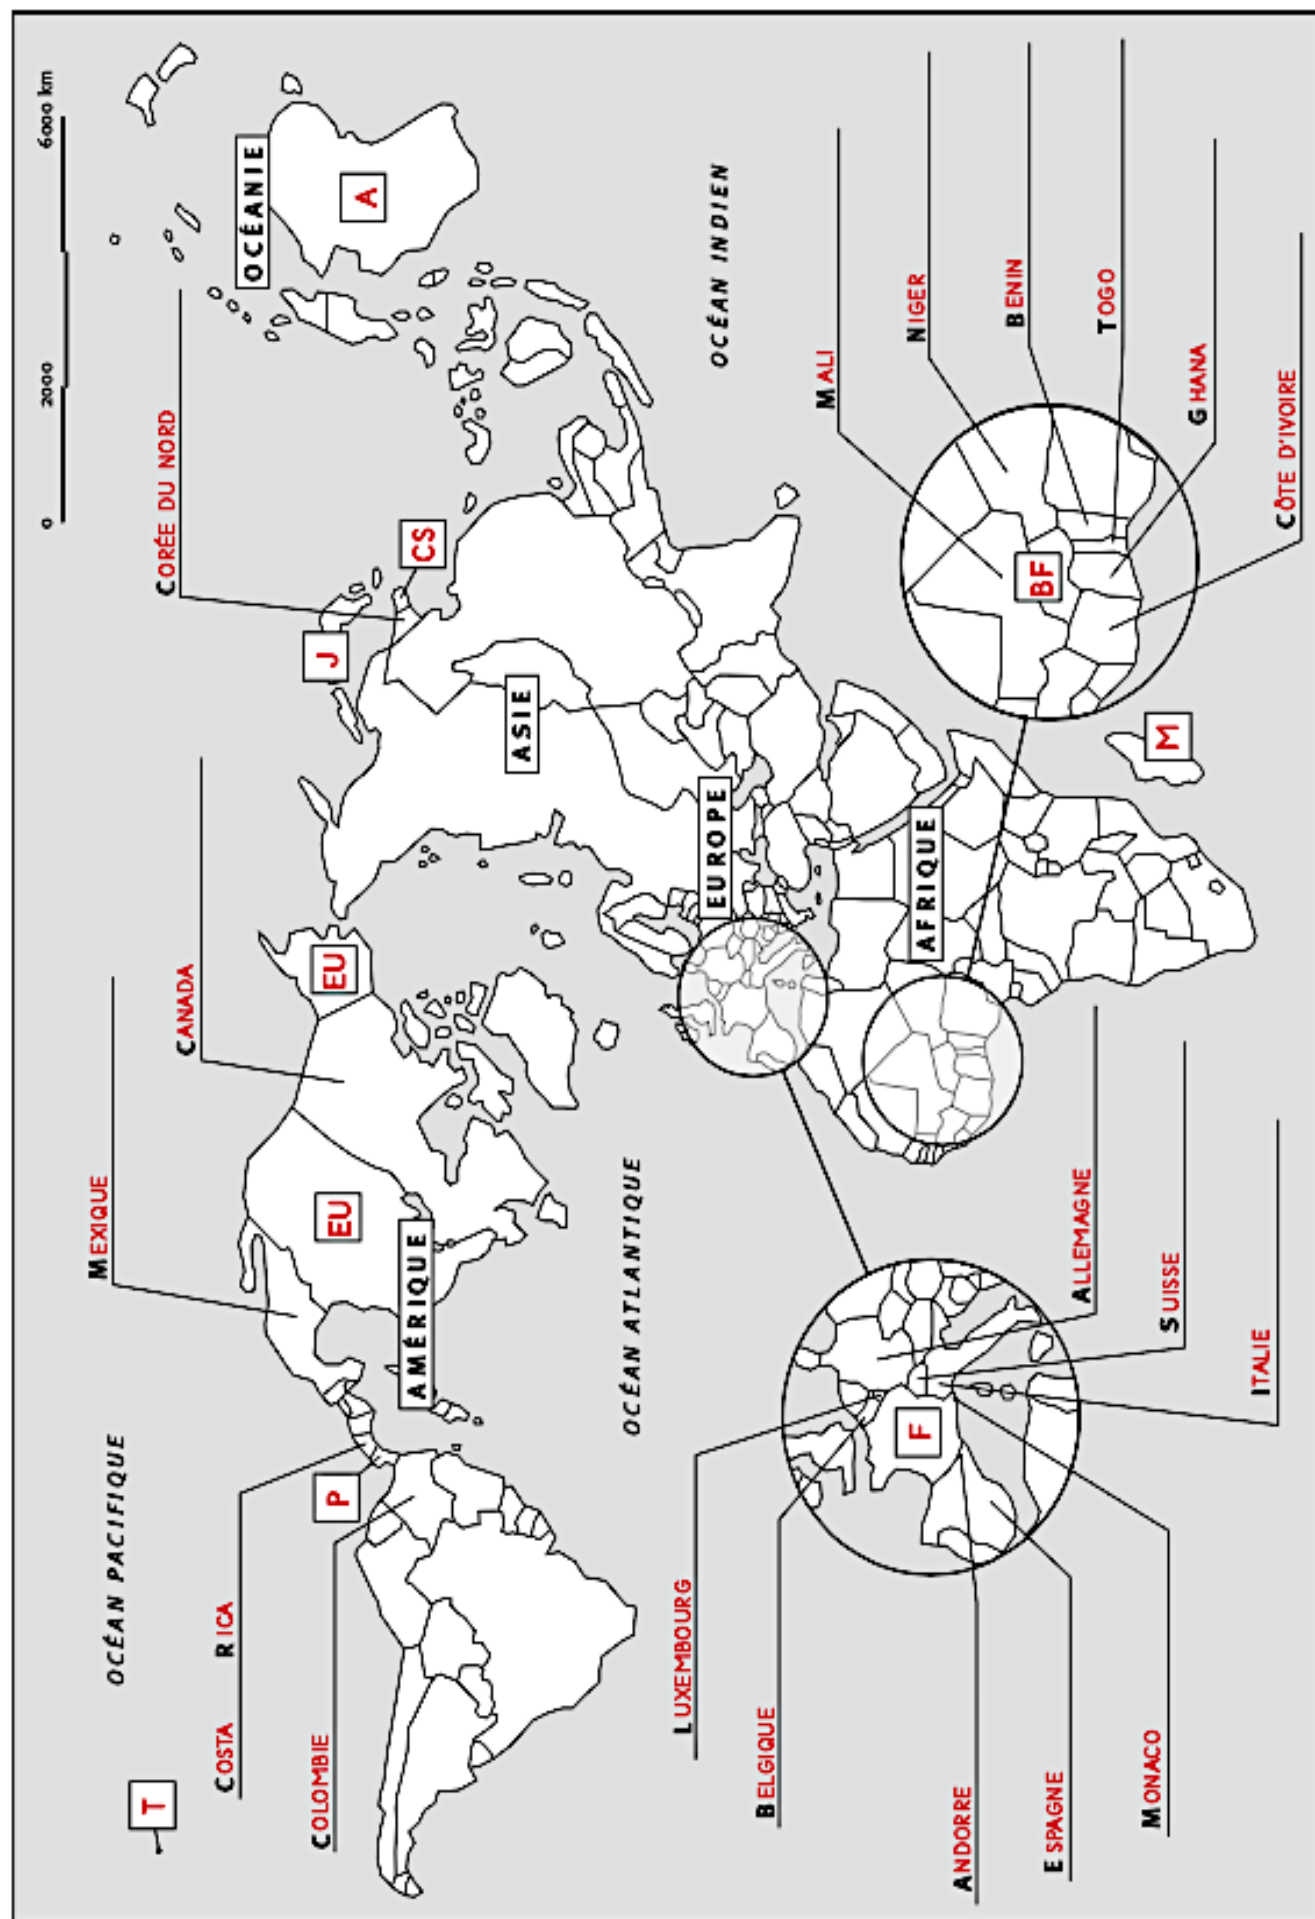 0 2000 6000 km
OCÉAN PACIFIQUE
MEXIQUE
CANADA
CORÉE DU NORD
T
COSTA RICA
COLOMBIE
P
EU
EU
J
CS
OCÉANIE
A
AMÉRIQUE
ASIE
OCÉAN ATLANTIQUE
EUROPE
OCÉAN INDIEN
AFRIQUE
M
LUXEMBOURG
BELGIQUE
ANDORRE
ESPAGNE
MONACO
F
ALLEMAGNE
SUISSE
ITALIE
BF
MALI
NIGER
BENIN
TOGO
GHANA
CÔTE D'IVOIRE